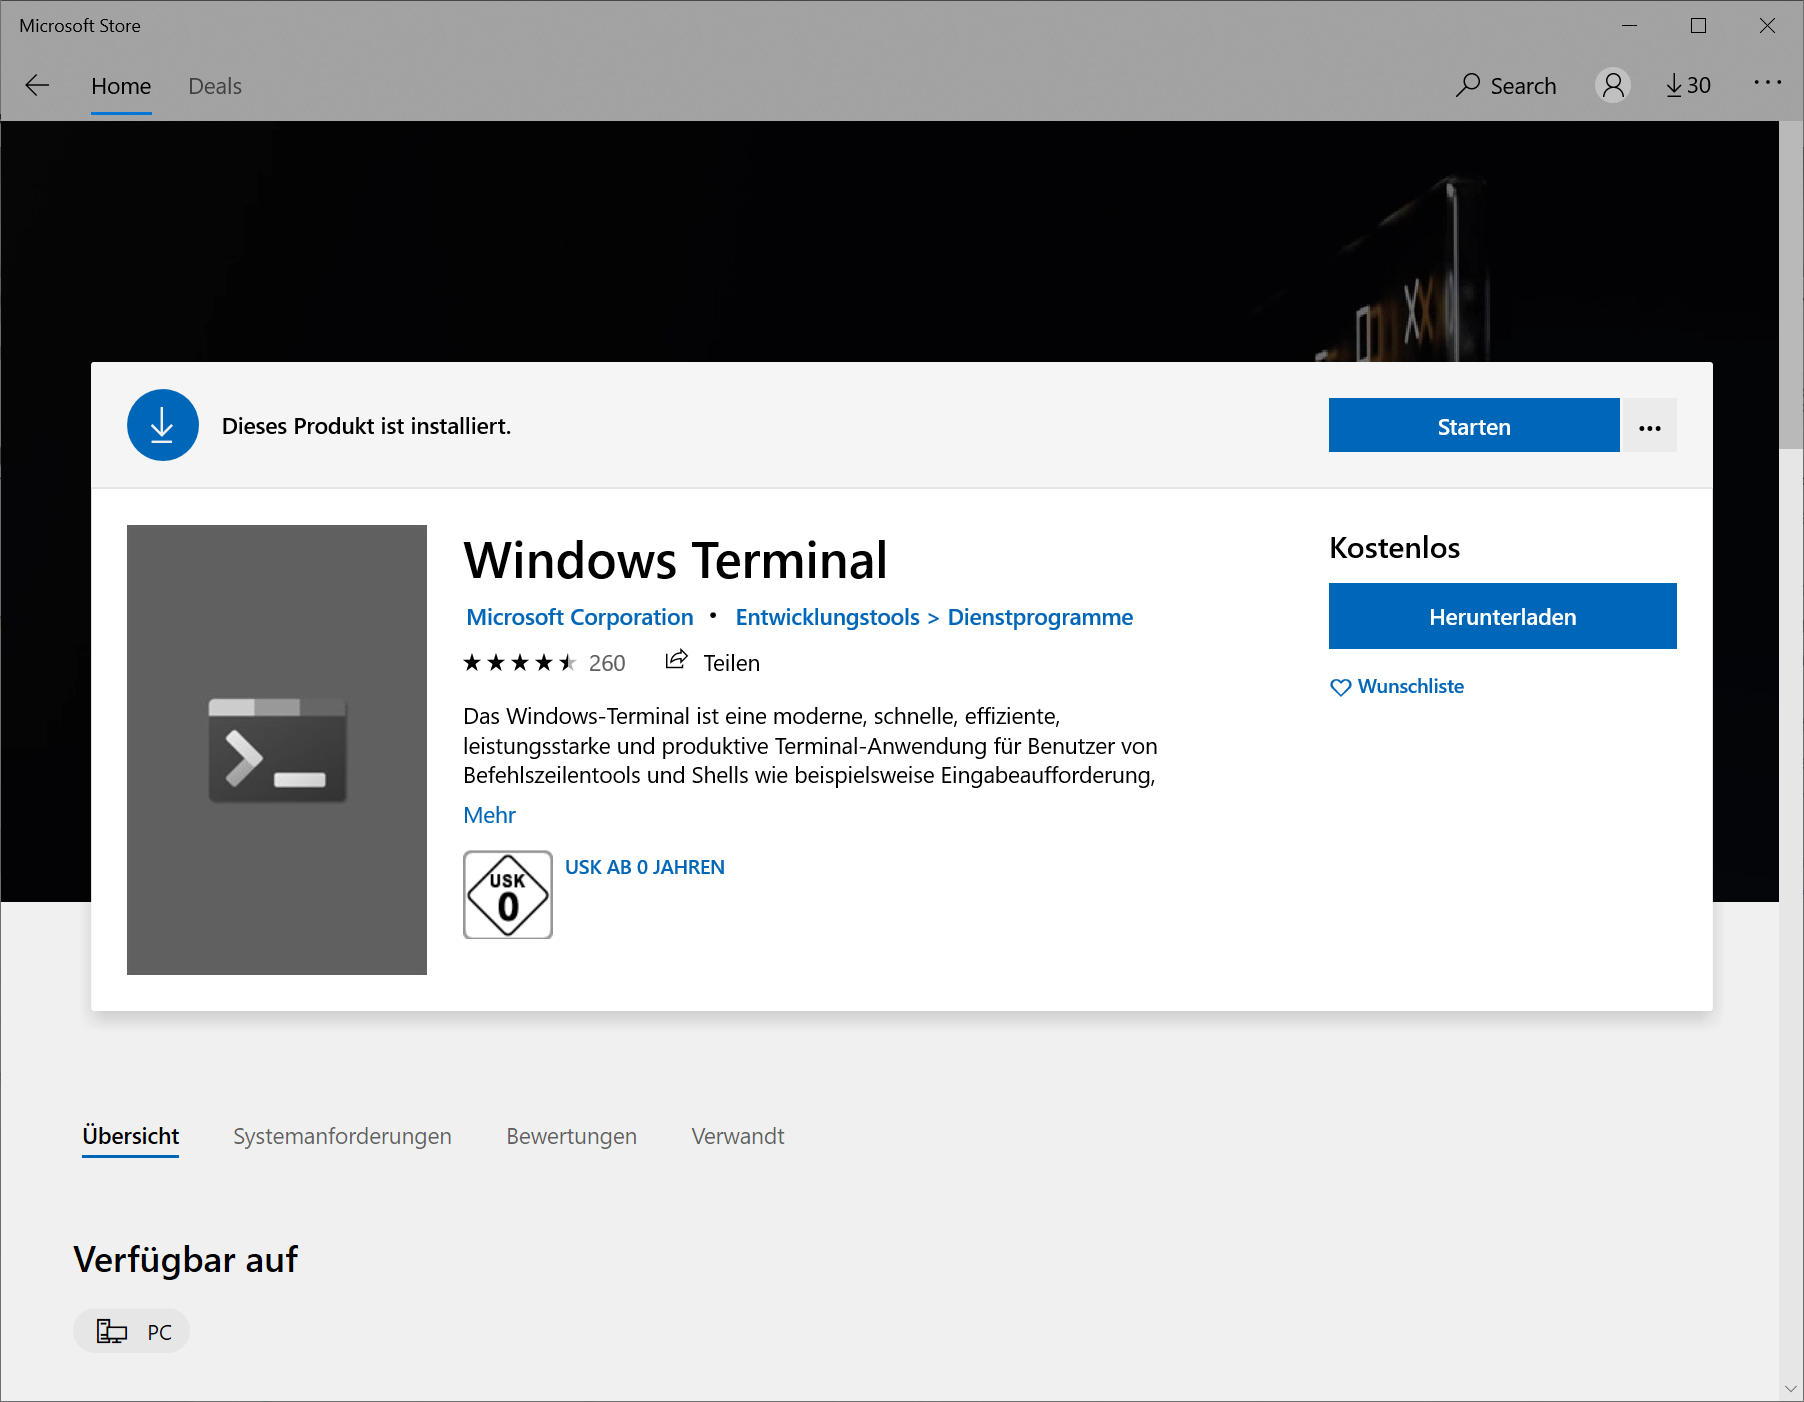 Microsoft Store
Home Deals Search 30
Dieses Produkt ist installiert.
Starten
Windows Terminal
Microsoft Corporation • Entwicklungstools > Dienstprogramme
260 Teilen
Das Windows-Terminal ist eine moderne, schnelle, effiziente,
leistungsstarke und produktive Terminal-Anwendung für Benutzer von
Befehlszeilentools und Shells wie beispielsweise Eingabeaufforderung,
Mehr
USK
0
USK AB 0 JAHREN
Kostenlos
Herunterladen
Wunschliste
Übersicht Systemanforderungen Bewertungen Verwandt
Verfügbar auf
PC